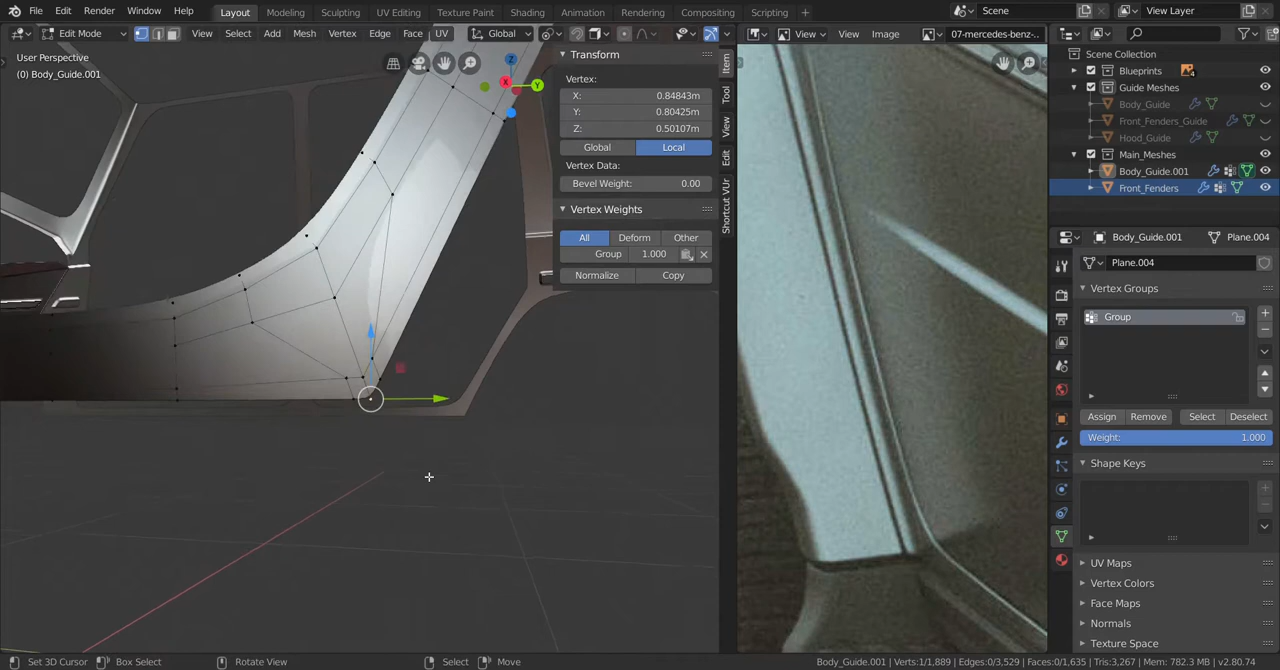 File Edit Render Window Help Layout Modeling Sculpting UV Editing Texture Paint Shading Animation Rendering Compositing Scripting + Scene View Layer
Edit Mode View Select Add Mesh Vertex Edge Face UV Global View View Image 07-mercedes-benz-..
User Perspective
(0) Body_Guide.001
Z
X
Y
Transform
Vertex:
X: 0.84843m
Y: 0.80425m
Z: 0.50107m
Global Local
Vertex Data:
Bevel Weight: 0.00
Vertex Weights
All Deform Other
Group 1.000
Normalize Copy
Item
Tool
View
Edit
Shortcut VUr
Scene Collection
Blueprints 4
Guide Meshes
Body_Guide
Front_Fenders_Guide
Hood_Guide
Main_Meshes
Body_Guide.001
Front_Fenders
Body_Guide.001 Plane.004
Plane.004
Vertex Groups
Group
Assign Remove Select Deselect
Weight: 1.000
Shape Keys
UV Maps
Vertex Colors
Face Maps
Normals
Texture Space
Set 3D Cursor Box Select Rotate View Select Move Body_Guide.001 | Verts:1/1,889 | Edges:0/3,529 | Faces:0/1,635 | Tris:3,267 | Mem: 782.3 MB | v2.80.74